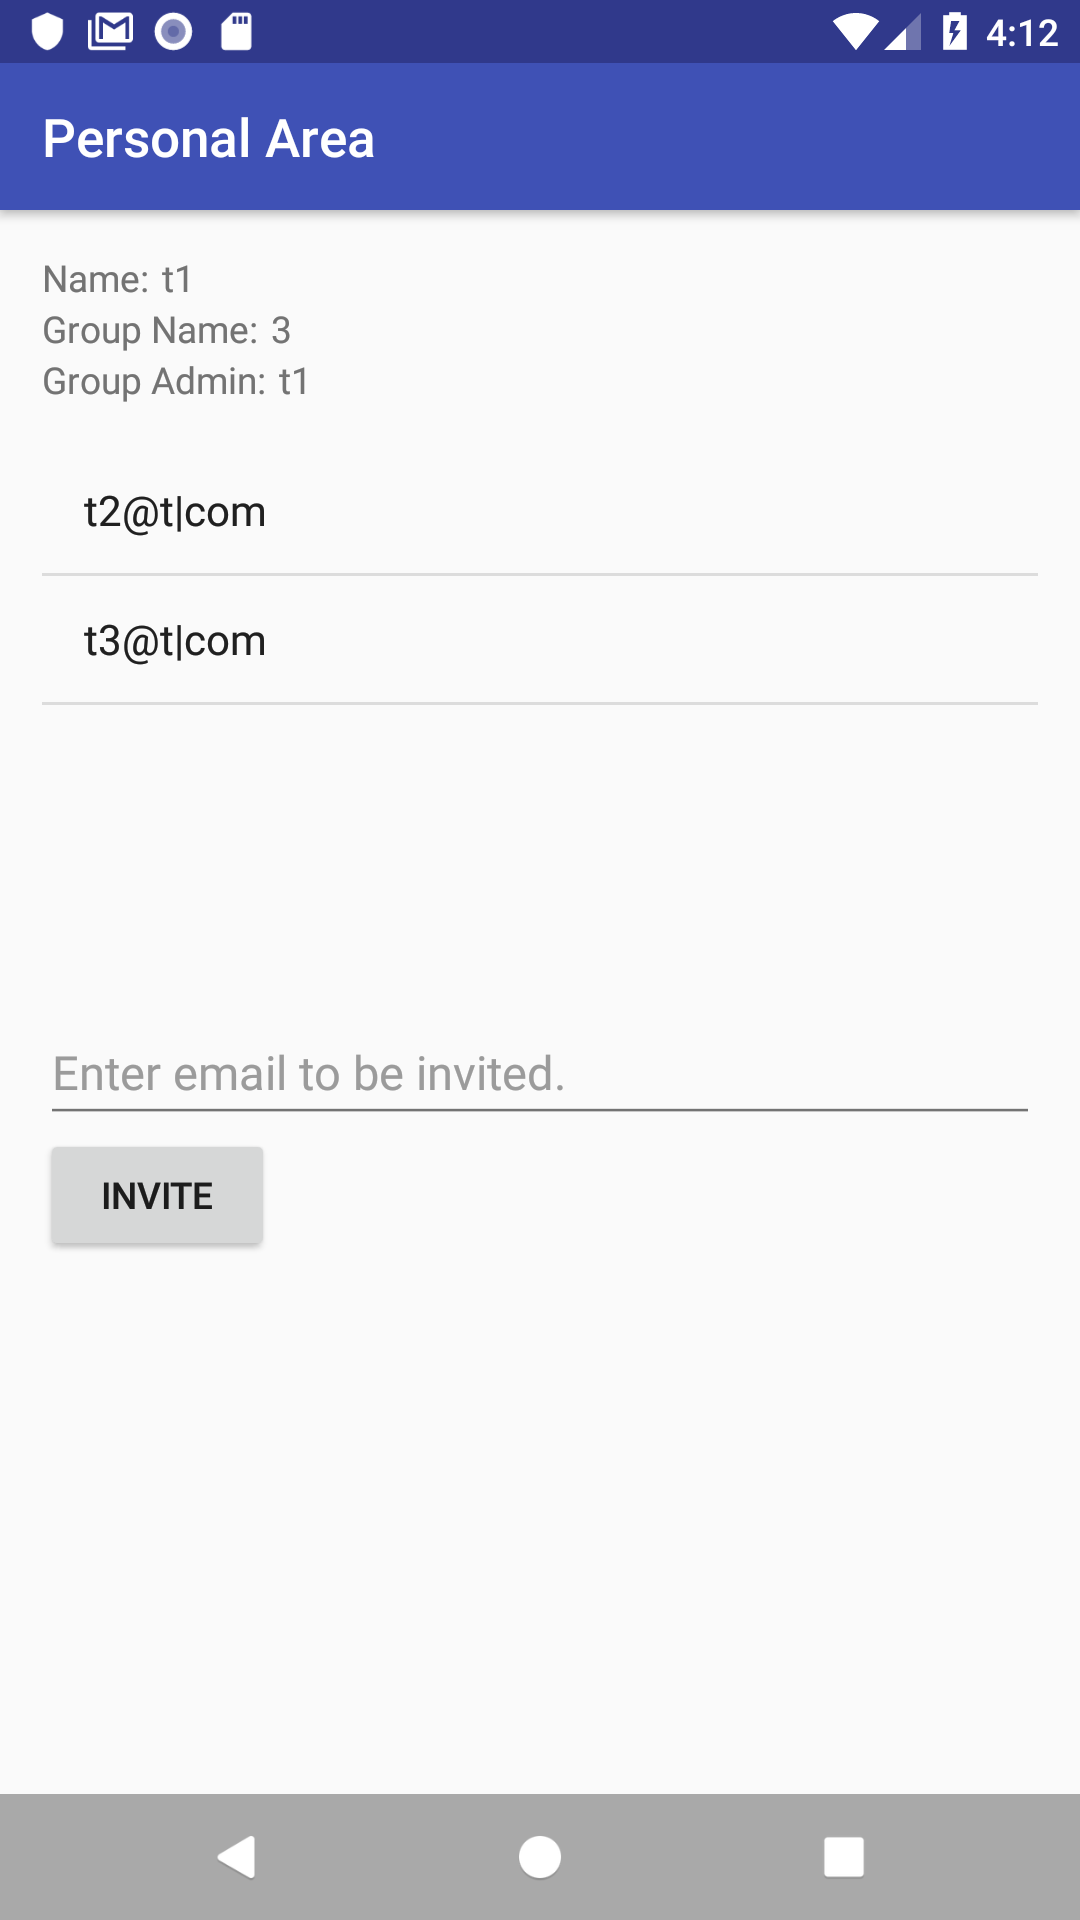 4:12
Personal Area
Name: t1
Group Name: 3
Group Admin: t1
t2@t|com
t3@t|com
Enter email to be invited.
INVITE